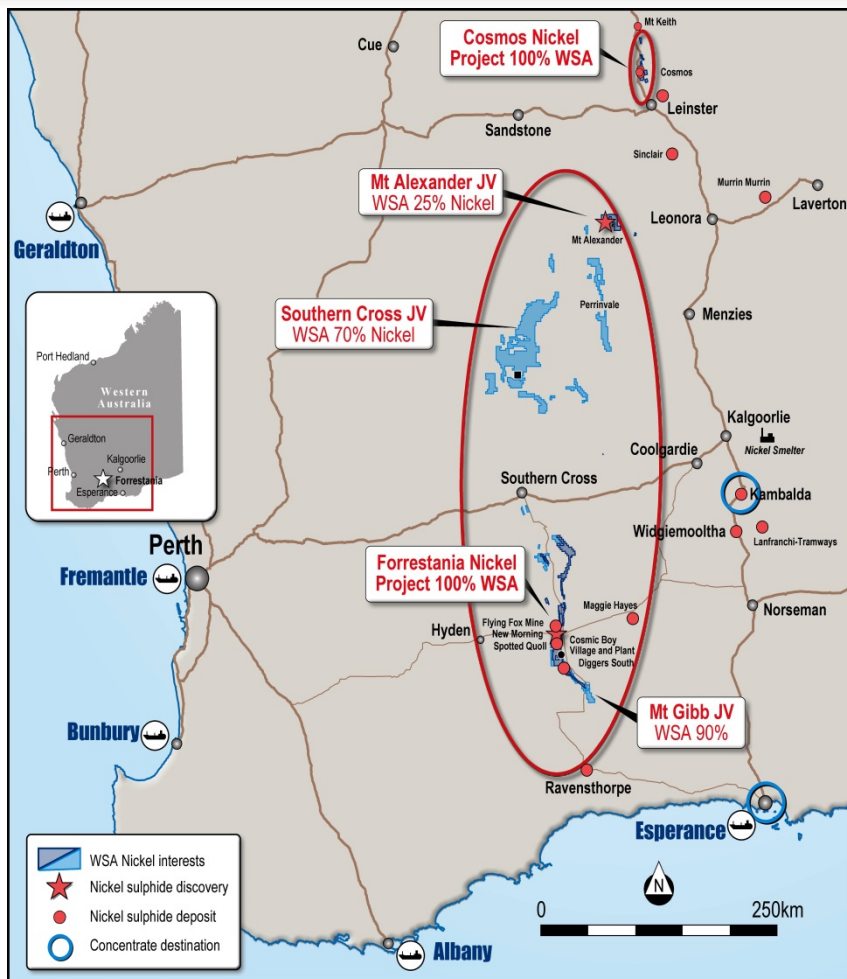 Mt Keith
Cue
Cosmos Nickel
Project 100% WSA
Cosmos
Leinster
Sandstone
Sinclair
Mt Alexander JV
WSA 25% Nickel
Murrin Murrin
Laverton
Leonora
Geraldton
Mt Alexander
Southern Cross JV
WSA 70% Nickel
Perrinvale
Menzies
Port Hedland
Western
Australia
Geraldton
Kalgoorlie
Perth
Forrestania
Esperance
Kalgoorlie
Nickel Smelter
Coolgardie
Southern Cross
Kambalda
Widgiemooltha
Lanfranchi-Tramways
Perth
Fremantle
Forrestania Nickel
Project 100% WSA
Maggie Hayes
Norseman
Hyden
Flying Fox Mine
New Morning
Spotted Quoll
Cosmic Boy
Village and Plant
Diggers South
Mt Gibb JV
WSA 90%
Bunbury
Ravensthorpe
Esperance
WSA Nickel interests
Nickel sulphide discovery
Nickel sulphide deposit
Concentrate destination
N
0
250km
Albany